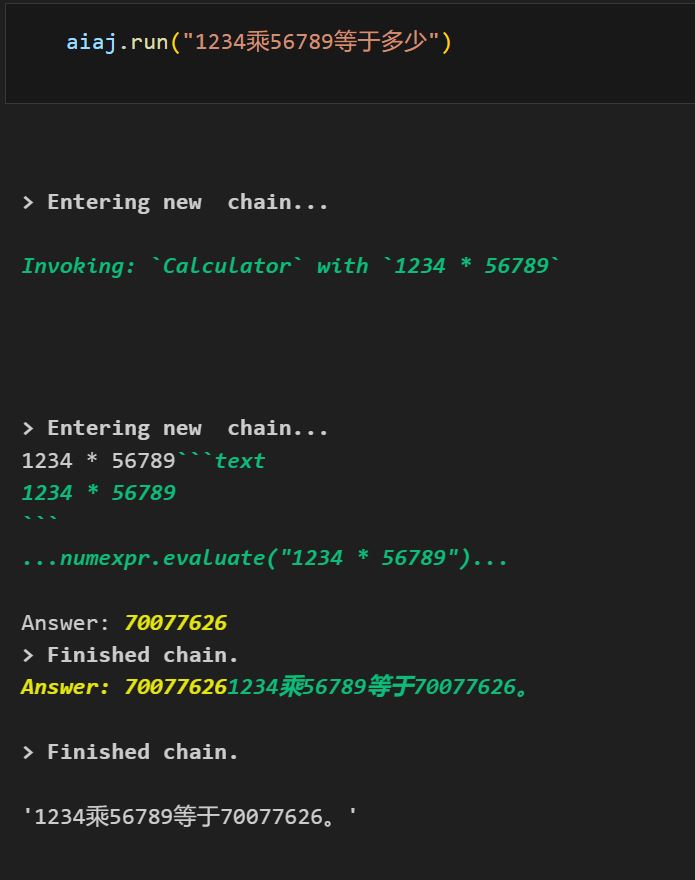 aiaj.run("1234乘56789等于多少")
> Entering new  chain...
Invoking: `Calculator` with `1234 * 56789`
> Entering new  chain...
1234 * 56789```text
1234 * 56789
```
...numexpr.evaluate("1234 * 56789")...
Answer: 70077626
> Finished chain.
Answer: 700776261234乘56789等于70077626。
> Finished chain.
'1234乘56789等于70077626。'